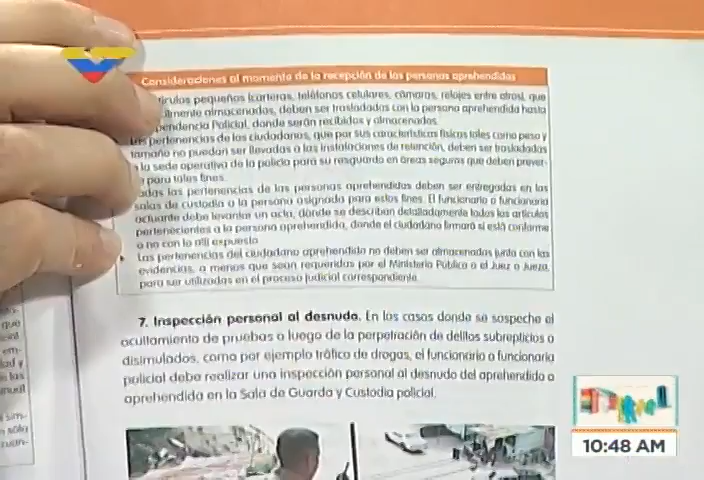 Consideraciones al momento de la recepción de las personas aprehendidas
ículos pequeños (carteras, teléfonos celulares, cámaras, relojes entre otros), que
ilmente almacenados, deben ser trasladados con la persona aprehendida hasta
pendencia Policial, donde serán recibidos y almacenados.
Las pertenencias de los ciudadanos, que por sus características físicas tales como peso y
tamaño no puedan ser llevadas a las instalaciones de retención, deben ser trasladadas
a la sede operativa de la policía para su resguardo en áreas seguras que deben prever-
para tales fines.
odas las pertenencias de las personas aprehendidas deben ser entregadas en las
salas de custodia a la persona asignada para estos fines. El funcionario o funcionaria
actuante debe levantar un acta, donde se describan detalladamente todos los artículos
pertenecientes a la persona aprehendida, donde el ciudadano firmará si está conforme
o no con lo allí expuesto
Las pertenencias del ciudadano aprehendido no deben ser almacenadas junto con las
evidencias, a menos que sean requeridas por el Ministerio Público o el Juez o Jueza,
para ser utilizadas en el proceso judicial correspondiente.
7. Inspección personal al desnudo. En los casos donde se sospeche el
ocultamiento de pruebas o luego de la perpetración de delitos subrepticios o
disimulados, como por ejemplo tráfico de drogas, el funcionario o funcionaria
policial debe realizar una inspección personal al desnudo del aprehendido o
aprehendida en la Sala de Guarda y Custodia policial.
que
em-
las
sim-
sólo
10:48 AM